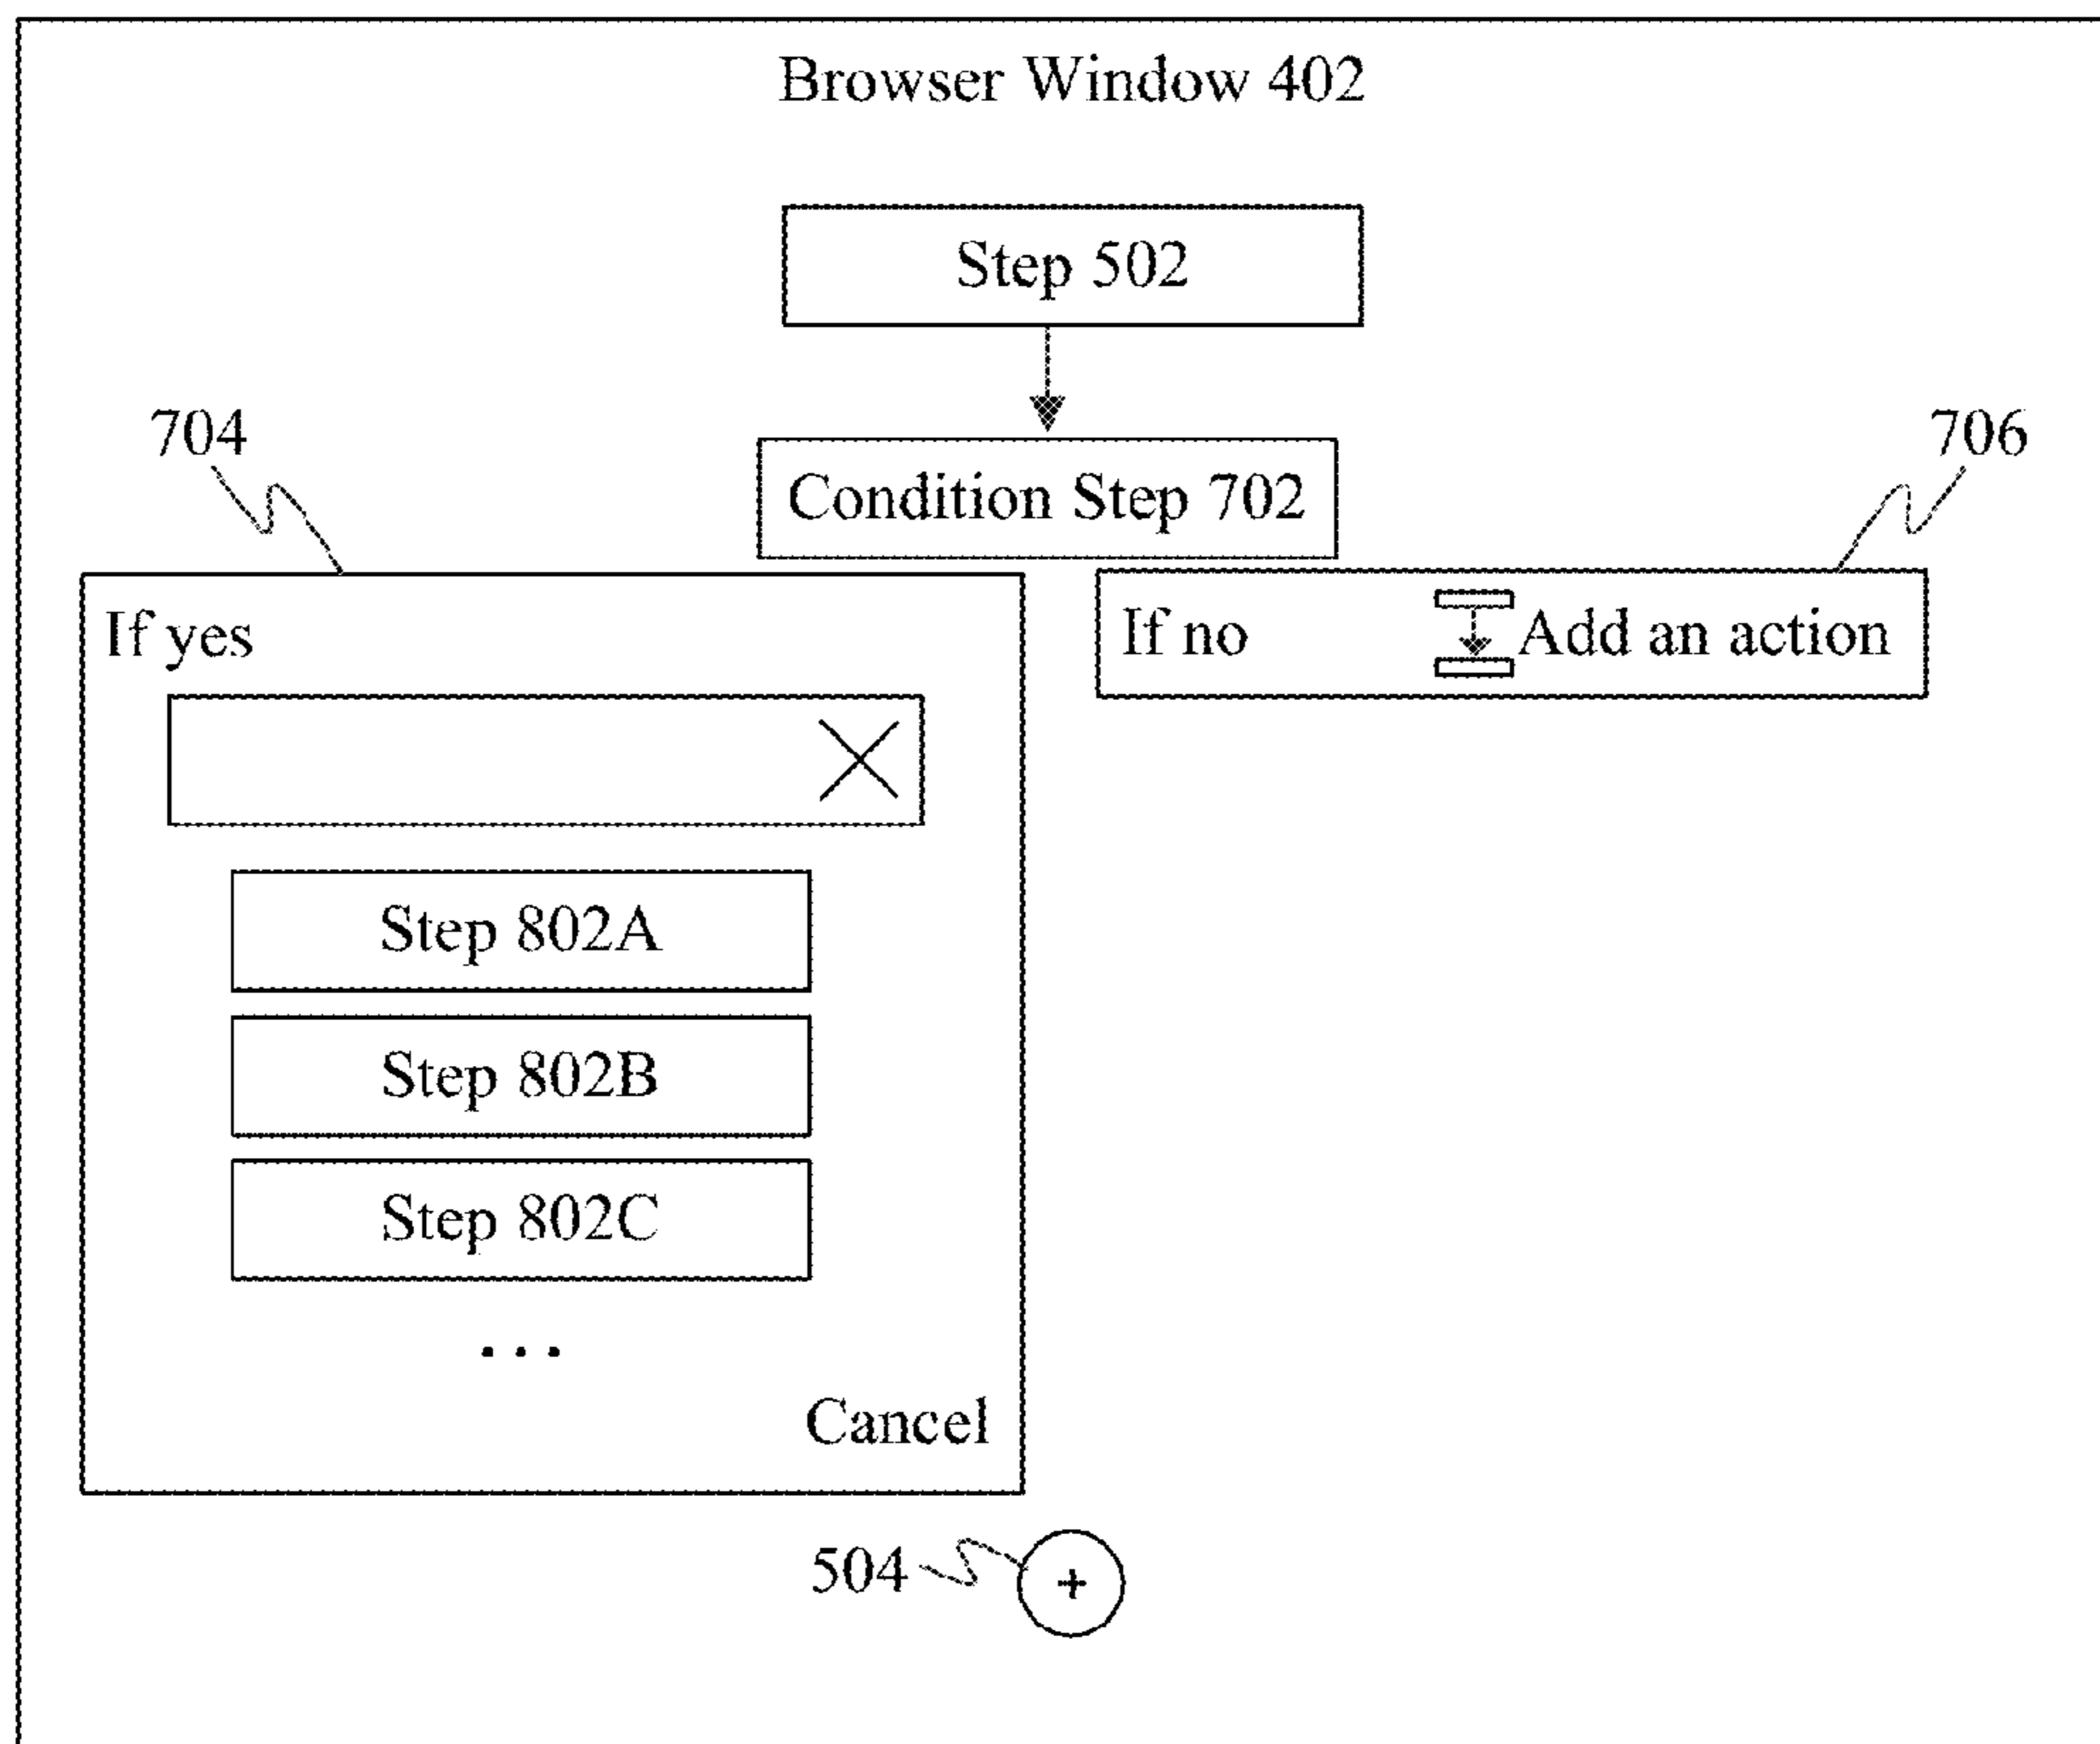 Browser Window 402
Step 502
704
706
Condition Step 702
If yes
If no Add an action
Step 802A
Step 802B
Step 802C
...
Cancel
504 +